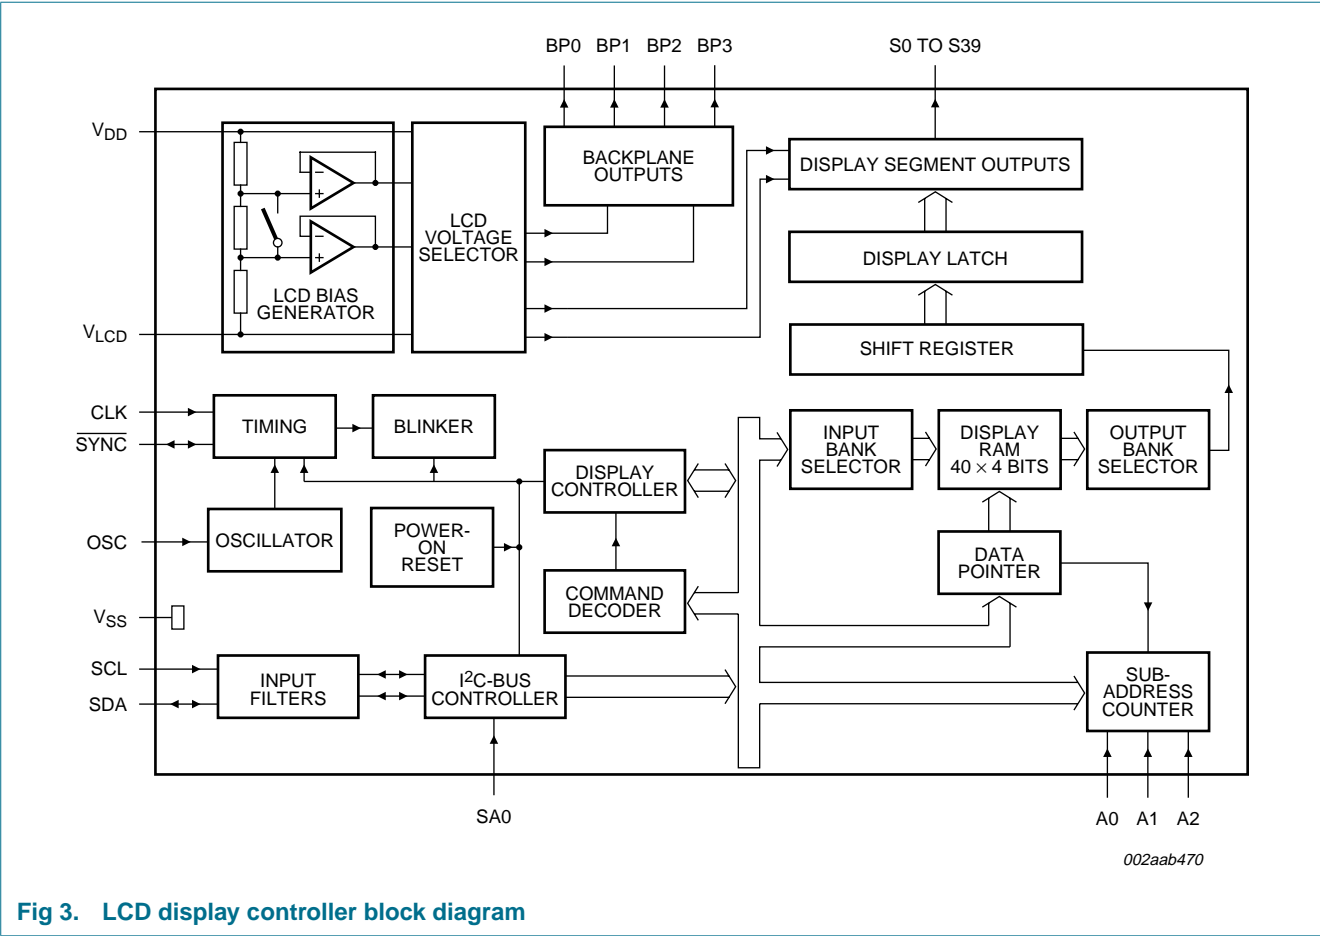 BP0 BP1 BP2 BP3 S0 TO S39
V_DD
BACKPLANE
OUTPUTS
DISPLAY SEGMENT OUTPUTS
− +
− +
LCD
VOLTAGE
SELECTOR
DISPLAY LATCH
LCD BIAS
GENERATOR
V_LCD
SHIFT REGISTER
CLK
SYNC
TIMING
BLINKER
INPUT
BANK
SELECTOR
DISPLAY
RAM
40 × 4 BITS
OUTPUT
BANK
SELECTOR
DISPLAY
CONTROLLER
OSC
OSCILLATOR
POWER-
ON
RESET
DATA
POINTER
COMMAND
DECODER
V_SS
SCL
SDA
INPUT
FILTERS
I²C-BUS
CONTROLLER
SUB-
ADDRESS
COUNTER
SA0
A0 A1 A2
002aab470
Fig 3. LCD display controller block diagram